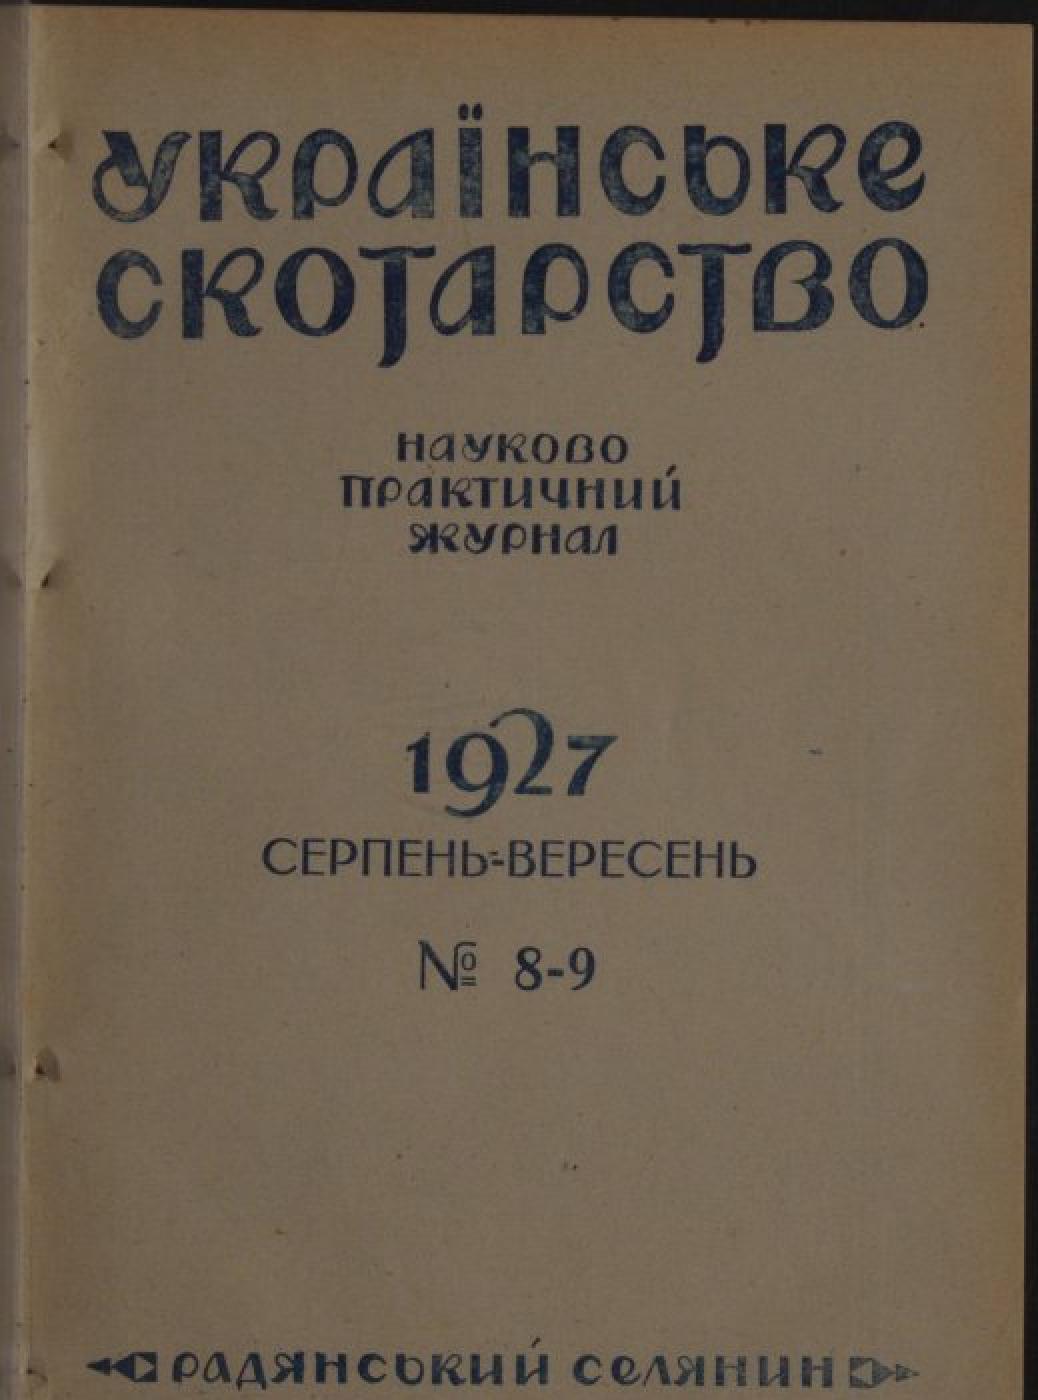 Українське
скотарство
науково
практичний
журнал
1927
СЕРПЕНЬ-ВЕРЕСЕНЬ
№ 8-9
радянський селянин